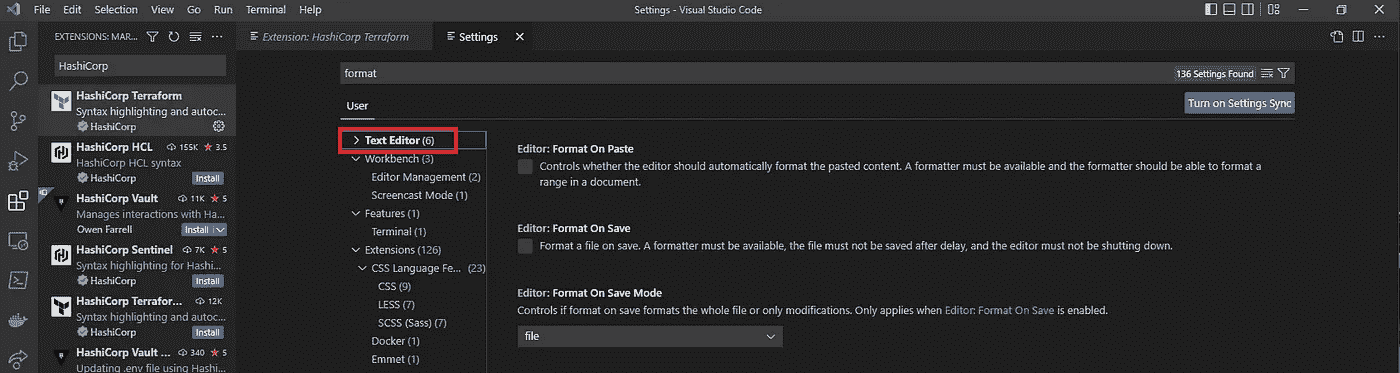 File Edit Selection View Go Run Terminal Help
Settings - Visual Studio Code
EXTENSIONS: MAR...
HashiCorp
HashiCorp Terraform
Syntax highlighting and autoc...
HashiCorp
HashiCorp HCL 155K 3.5
HashiCorp HCL syntax
HashiCorp Install
HashiCorp Vault 11K 5
Manages interactions with Ha...
Owen Farrell Install
HashiCorp Sentinel 7K 5
Syntax highlighting for Hashi...
HashiCorp Install
HashiCorp Terrafor... 12K
Syntax highlighting and autoc...
HashiCorp Install
HashiCorp Vault ... 340 5
Updating .env file using Hashi...
Extension: HashiCorp Terraform
Settings
format
136 Settings Found
User
Turn on Settings Sync
Text Editor (6)
Workbench (3)
Editor Management (2)
Screencast Mode (1)
Features (1)
Terminal (1)
Extensions (126)
CSS Language Fe... (23)
CSS (9)
LESS (7)
SCSS (Sass) (7)
Docker (1)
Emmet (1)
Editor: Format On Paste
Controls whether the editor should automatically format the pasted content. A formatter must be available and the formatter should be able to format a
range in a document.
Editor: Format On Save
Format a file on save. A formatter must be available, the file must not be saved after delay, and the editor must not be shutting down.
Editor: Format On Save Mode
Controls if format on save formats the whole file or only modifications. Only applies when Editor: Format On Save is enabled.
file